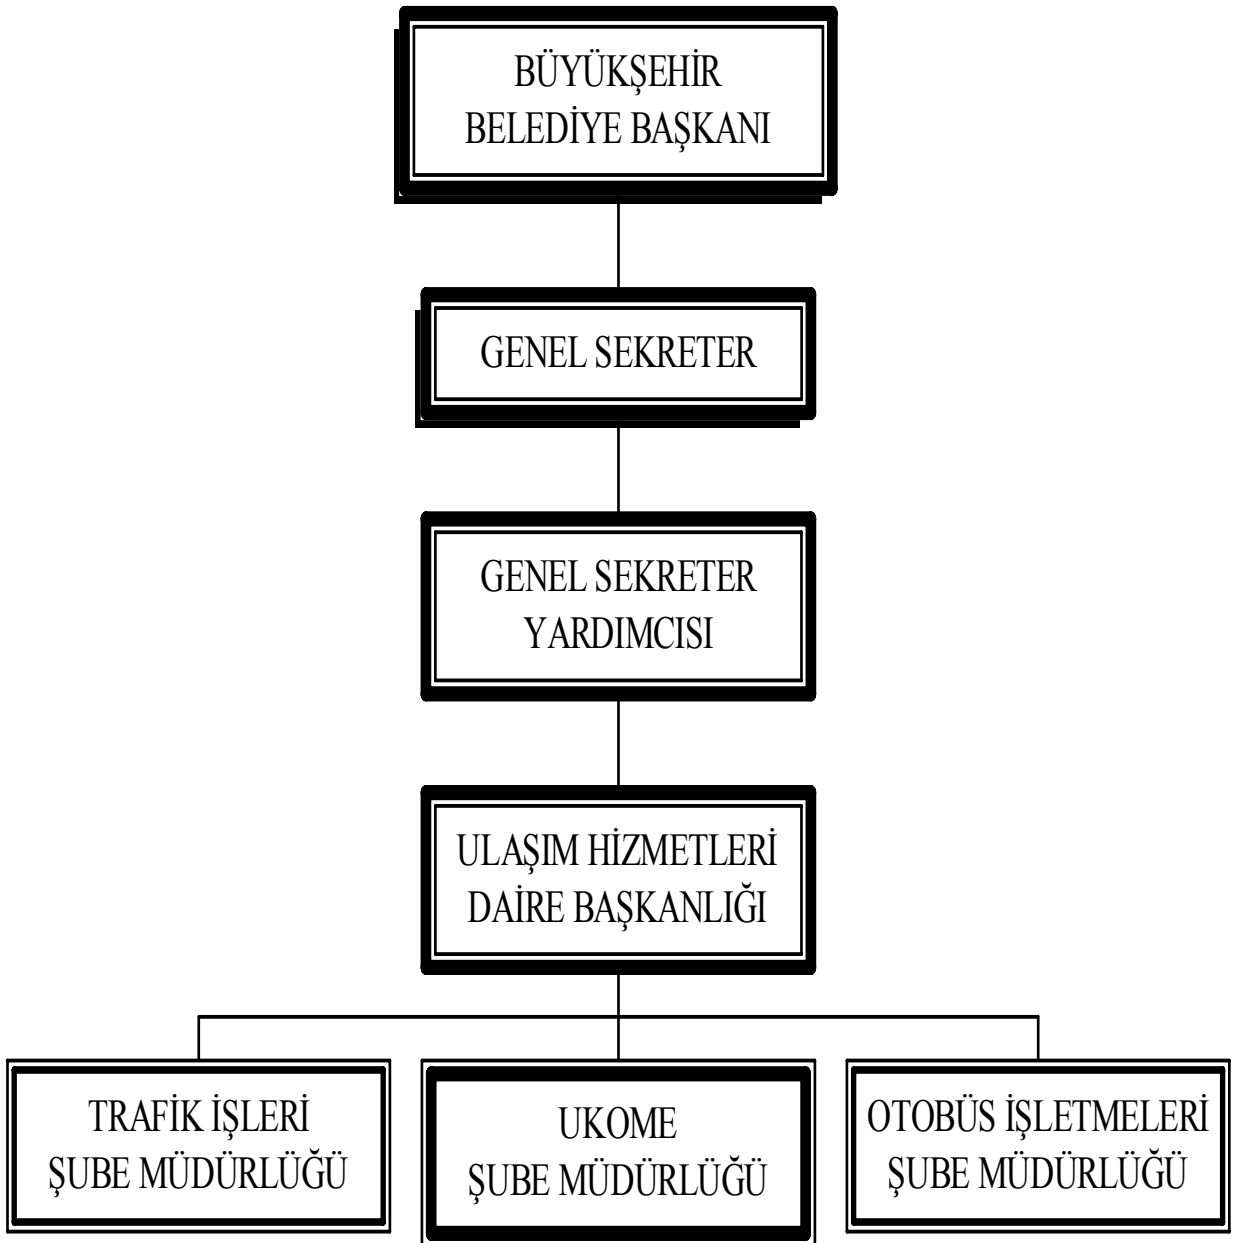 BÜYÜKŞEHİR
BELEDİYE BAŞKANI
GENEL SEKRETER
GENEL SEKRETER
YARDIMCISI
ULAŞIM HİZMETLERİ
DAİRE BAŞKANLIĞI
TRAFİK İŞLERİ
ŞUBE MÜDÜRLÜĞÜ
UKOME
ŞUBE MÜDÜRLÜĞÜ
OTOBÜS İŞLETMELERİ
ŞUBE MÜDÜRLÜĞÜ